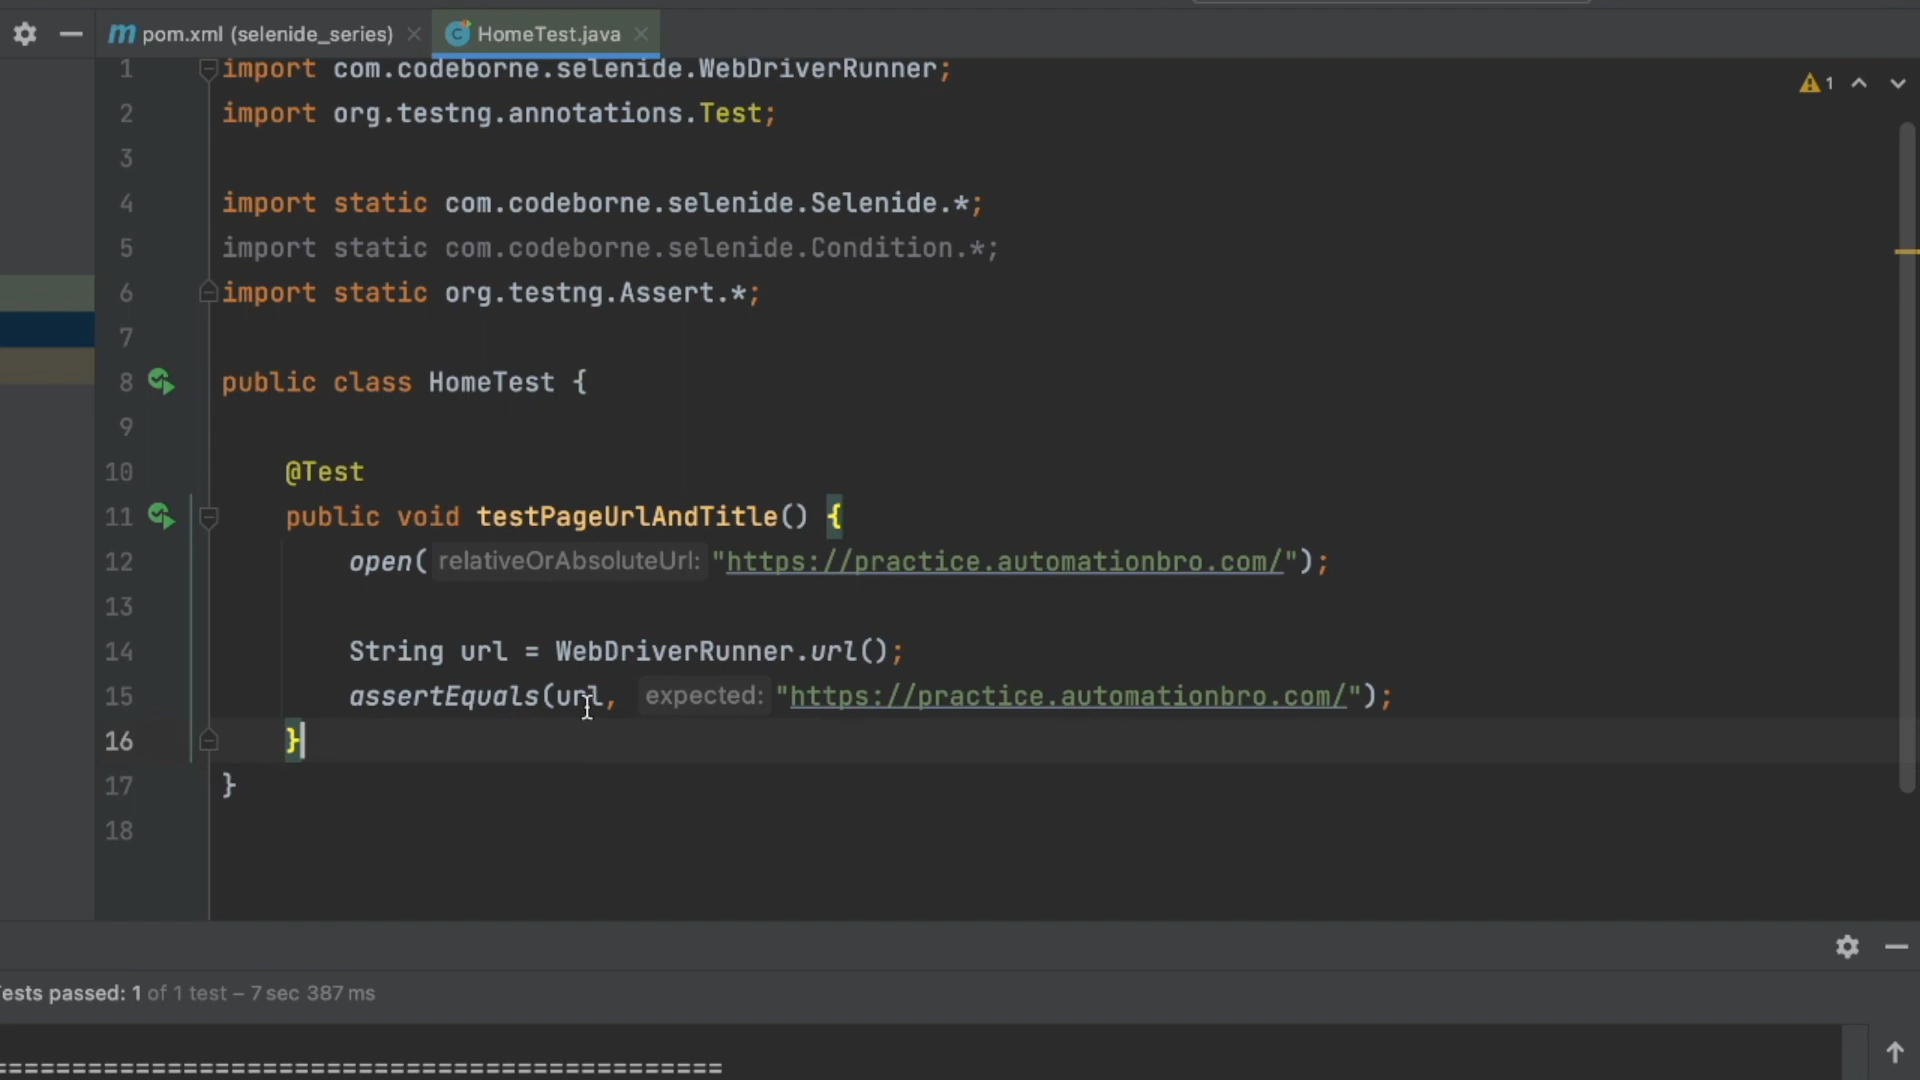 pom.xml (selenide_series) HomeTest.java
1 import com.codeborne.selenide.WebDriverRunner;
1
2 import org.testng.annotations.Test;
3
4 import static com.codeborne.selenide.Selenide.*;
5 import static com.codeborne.selenide.Condition.*;
6 import static org.testng.Assert.*;
7
8 public class HomeTest {
9
10 @Test
11 public void testPageUrlAndTitle() {
12 open( relativeOrAbsoluteUrl: "https://practice.automationbro.com/");
13
14 String url = WebDriverRunner.url();
15 assertEquals(url, expected: "https://practice.automationbro.com/");
16 }
17 }
18
ests passed: 1 of 1 test – 7 sec 387 ms
==============================================